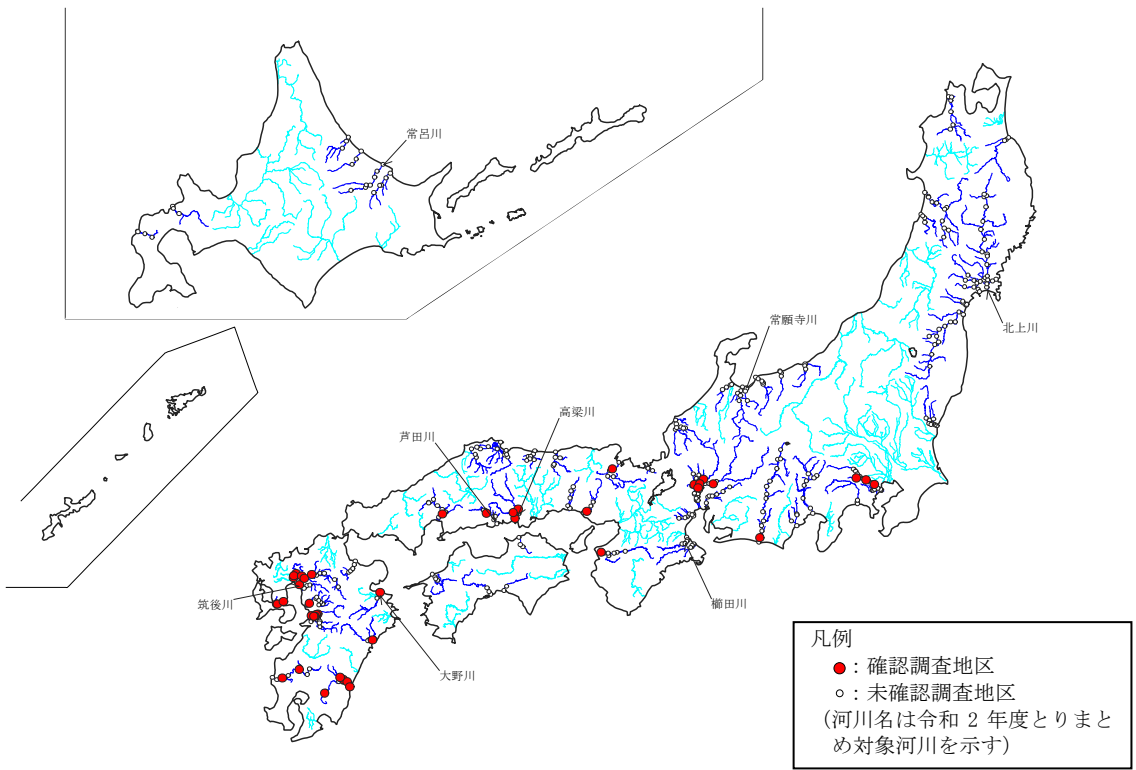 常呂川
北上川
常願寺川
高梁川
芦田川
筑後川
櫛田川
大野川
凡例
：確認調査地区
：未確認調査地区
（河川名は令和 2 年度とりまと
め対象河川を示す）